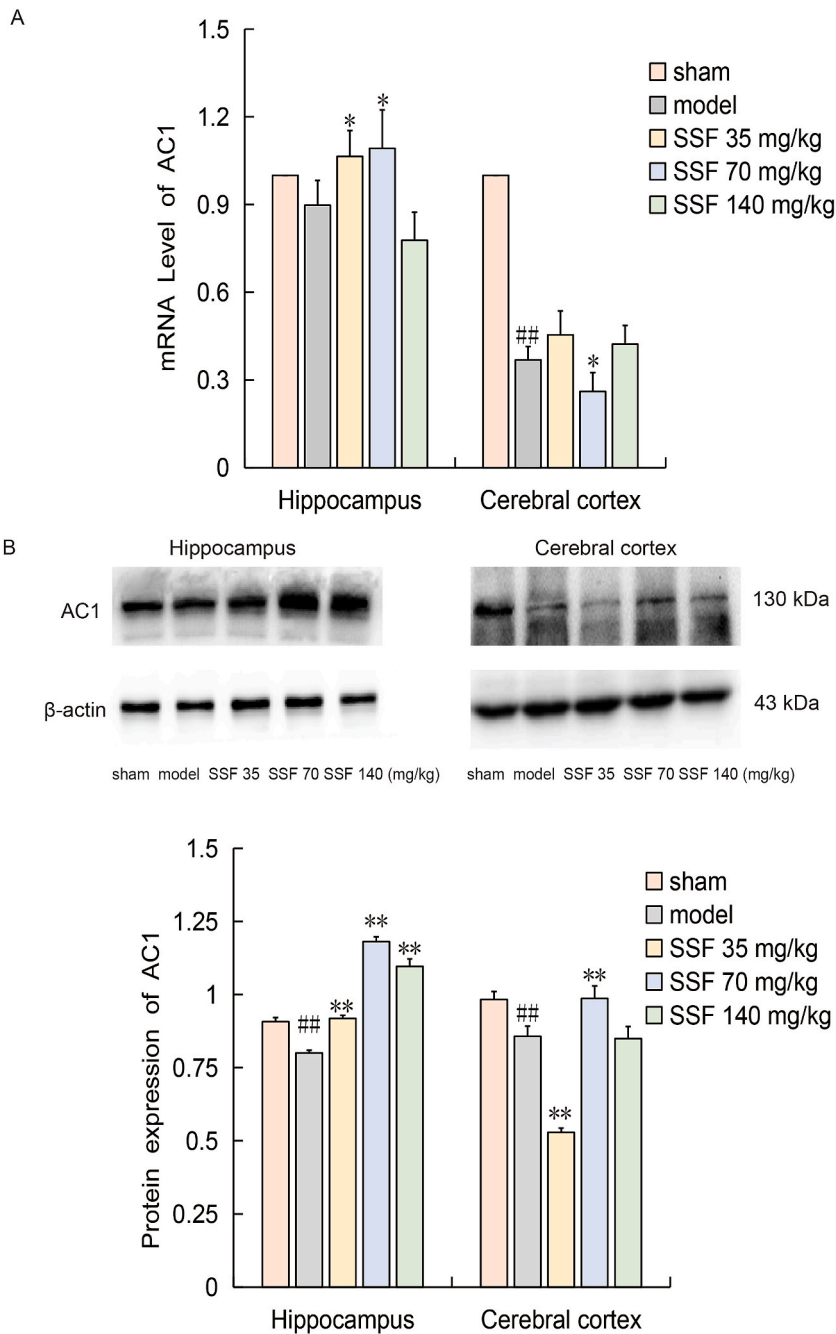 A
1.5
1.2
0.9
0.6
0.3
0
mRNA Level of AC1
sham
model
SSF 35 mg/kg
SSF 70 mg/kg
SSF 140 mg/kg
*
*
##
*
Hippocampus
Cerebral cortex
B
Hippocampus
Cerebral cortex
AC1
130 kDa
β-actin
43 kDa
sham model SSF 35 SSF 70 SSF 140 (mg/kg)
sham model SSF 35 SSF 70 SSF 140 (mg/kg)
1.5
1.25
1
0.75
0.5
0.25
0
Protein expression of AC1
sham
model
SSF 35 mg/kg
SSF 70 mg/kg
SSF 140 mg/kg
##
**
**
**
##
**
**
Hippocampus
Cerebral cortex